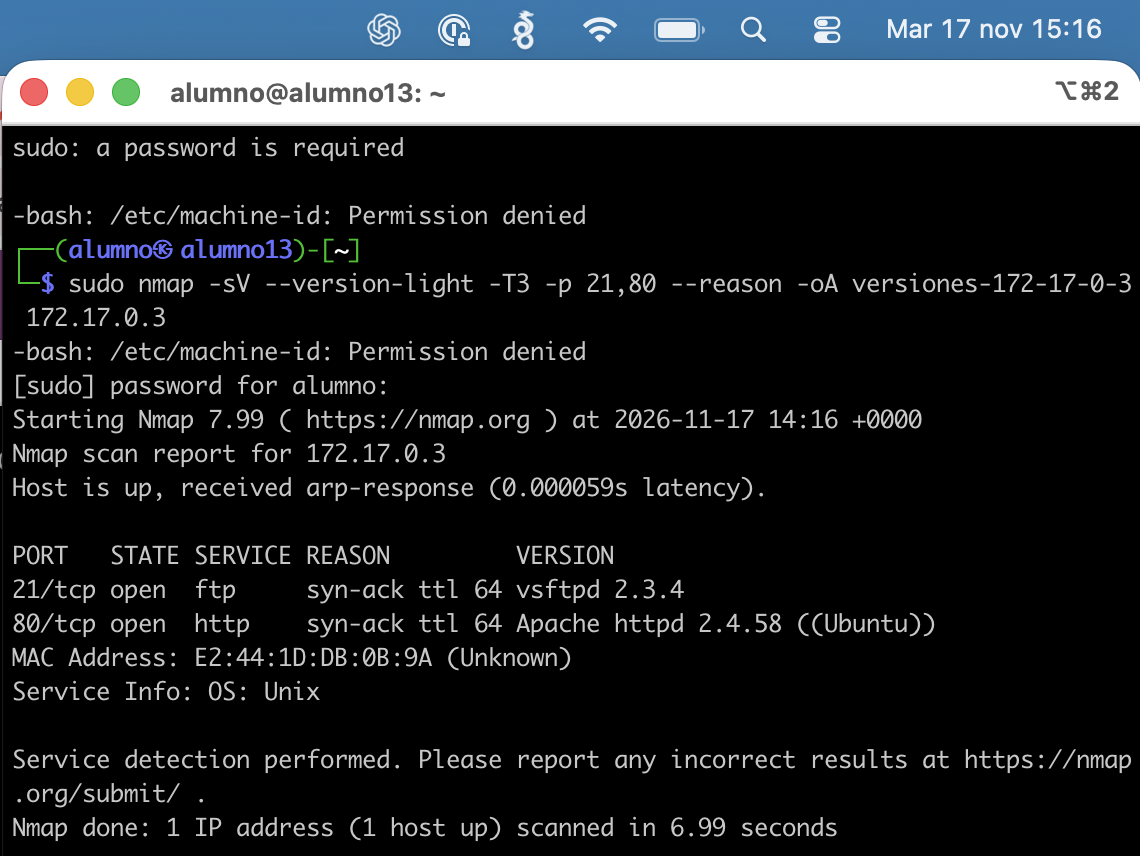 Mar 17 nov 15:16
alumno@alumno13: ~ ⌥⌘2
sudo: a password is required
-bash: /etc/machine-id: Permission denied
┌──(alumno㉿ alumno13)-[~]
└─$ sudo nmap -sV --version-light -T3 -p 21,80 --reason -oA versiones-172-17-0-3
172.17.0.3
-bash: /etc/machine-id: Permission denied
[sudo] password for alumno:
Starting Nmap 7.99 ( https://nmap.org ) at 2026-11-17 14:16 +0000
Nmap scan report for 172.17.0.3
Host is up, received arp-response (0.000059s latency).
PORT   STATE SERVICE REASON         VERSION
21/tcp open  ftp     syn-ack ttl 64 vsftpd 2.3.4
80/tcp open  http    syn-ack ttl 64 Apache httpd 2.4.58 ((Ubuntu))
MAC Address: E2:44:1D:DB:0B:9A (Unknown)
Service Info: OS: Unix
Service detection performed. Please report any incorrect results at https://nmap
.org/submit/ .
Nmap done: 1 IP address (1 host up) scanned in 6.99 seconds